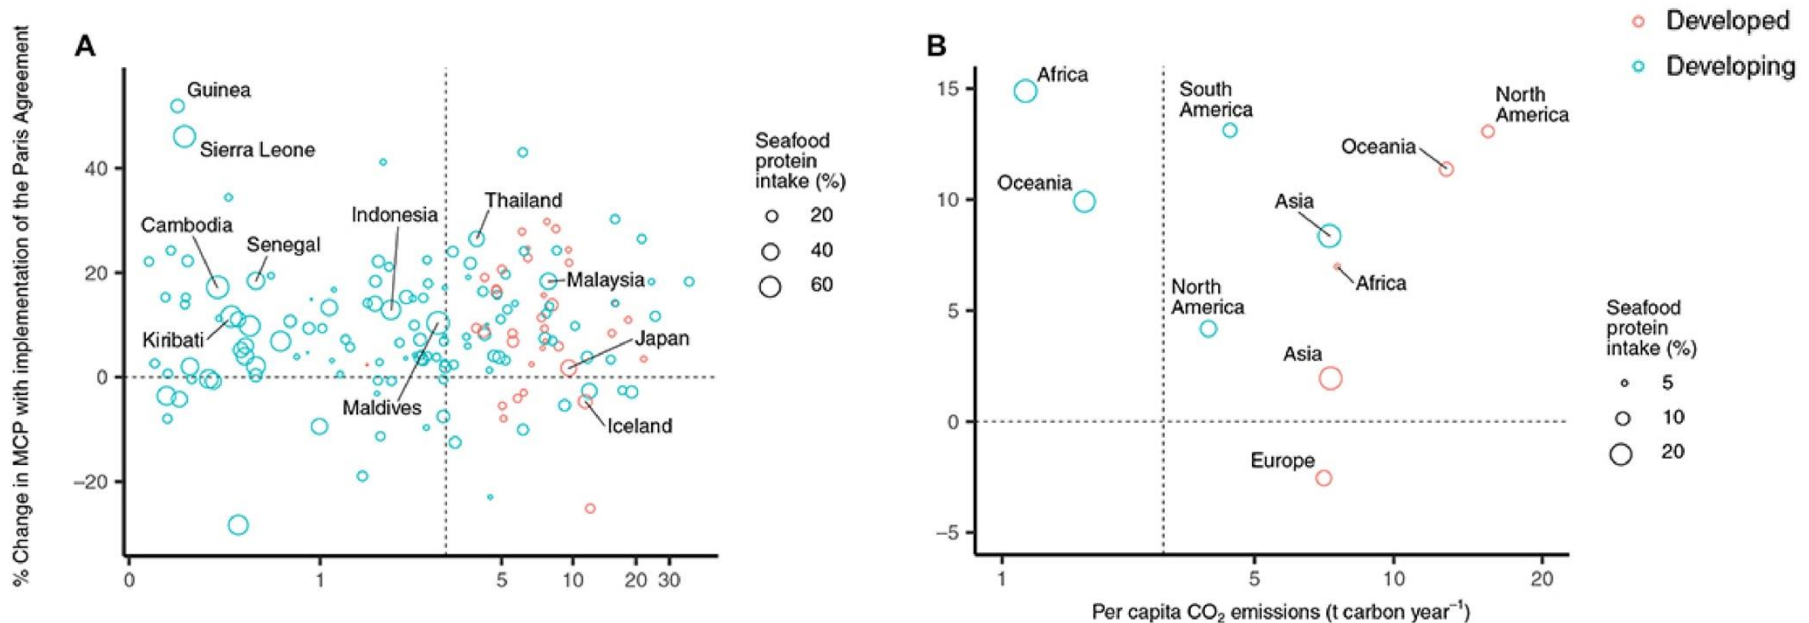 A
B
Developed
Developing
% Change in MCP with implementation of the Paris Agreement
40
20
0
−20
0
1
5
10
20
30
Guinea
Sierra Leone
Cambodia
Senegal
Indonesia
Thailand
Malaysia
Kiribati
Maldives
Japan
Iceland
Seafood
protein
intake (%)
20
40
60
15
10
5
0
−5
1
5
10
20
Per capita CO₂ emissions (t carbon year⁻¹)
Africa
South
America
North
America
Oceania
Oceania
Asia
Africa
North
America
Asia
Europe
Seafood
protein
intake (%)
5
10
20